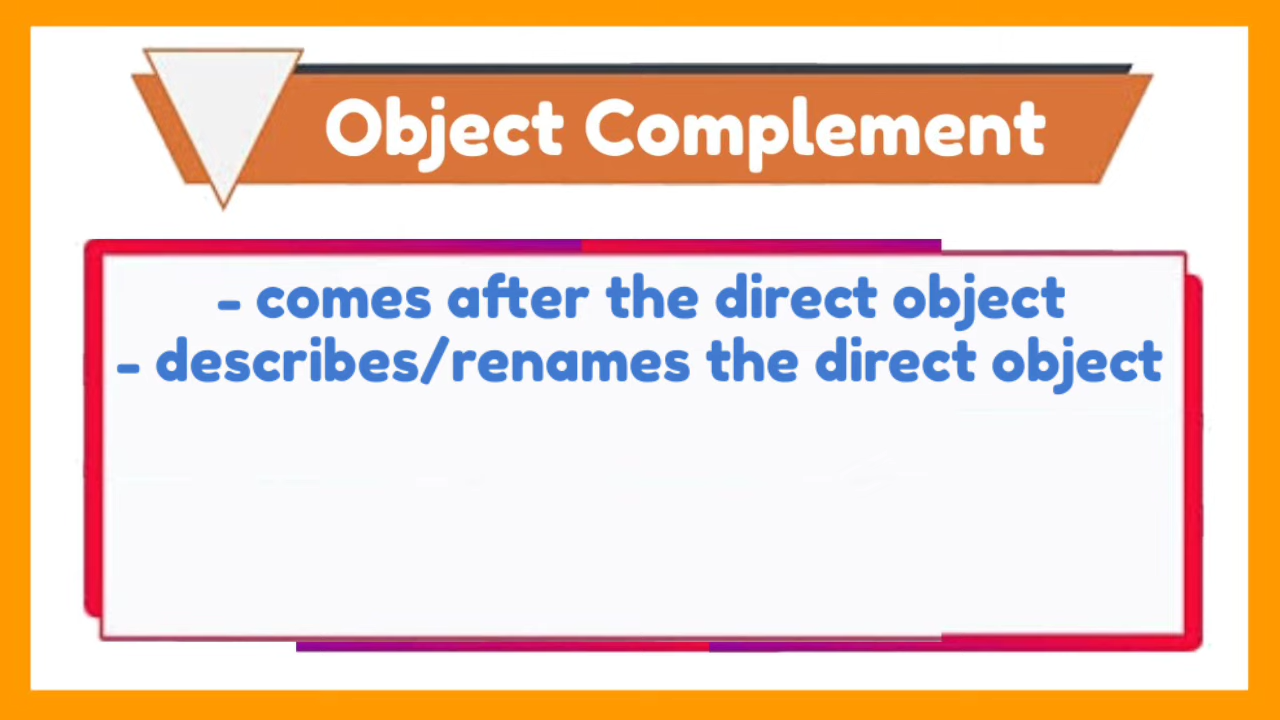 Object Complement
- comes after the direct object
- describes/renames the direct object